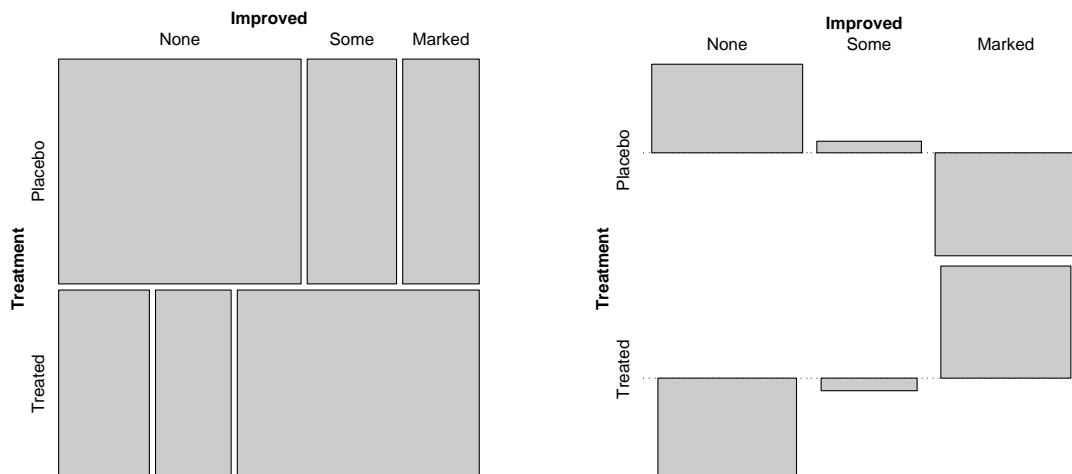 Improved
None Some Marked
Treatment
Placebo
Treated
Improved
None Some Marked
Treatment
Placebo
Treated